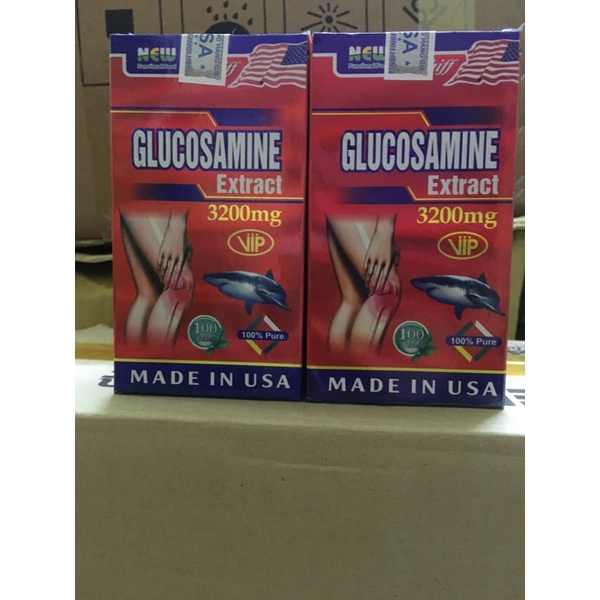 NEW
USA
GLUCOSAMINE
Extract
3200mg
VIP
100
100% Pure
MADE IN USA
NEW
GLUCOSAMINE
Extract
3200mg
VIP
100
100% Pure
MADE IN USA